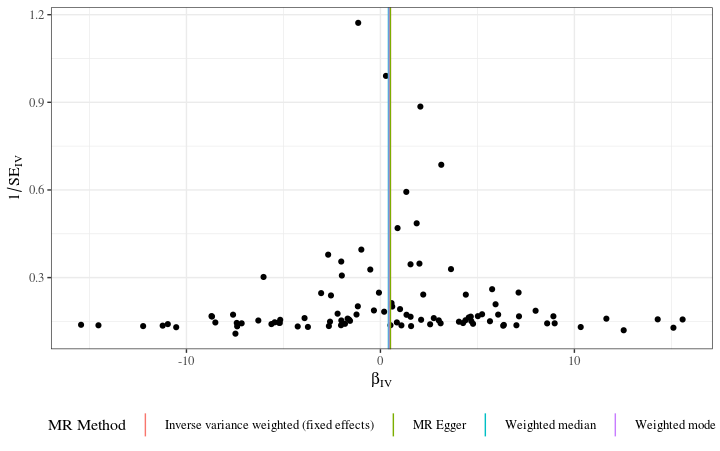 1.2
0.9
0.6
0.3
1/SE_IV
-10 0 10
β_IV
MR Method Inverse variance weighted (fixed effects) MR Egger Weighted median Weighted mode